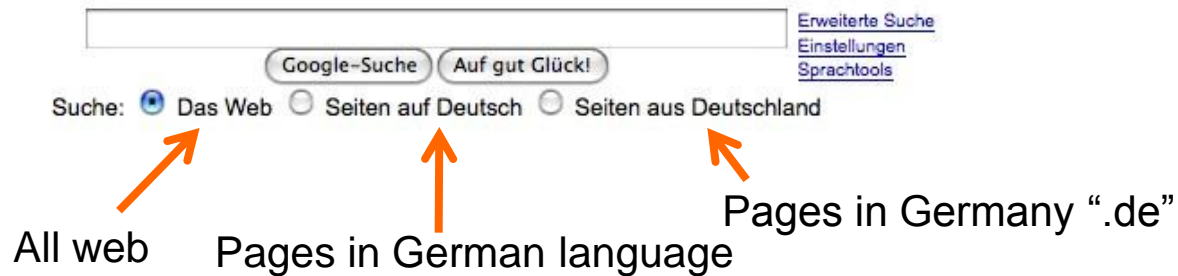 Erweiterte Suche
Einstellungen
Google-Suche Auf gut Glück! Sprachtools
Suche: Das Web Seiten auf Deutsch Seiten aus Deutschland
Pages in Germany “.de”
All web Pages in German language